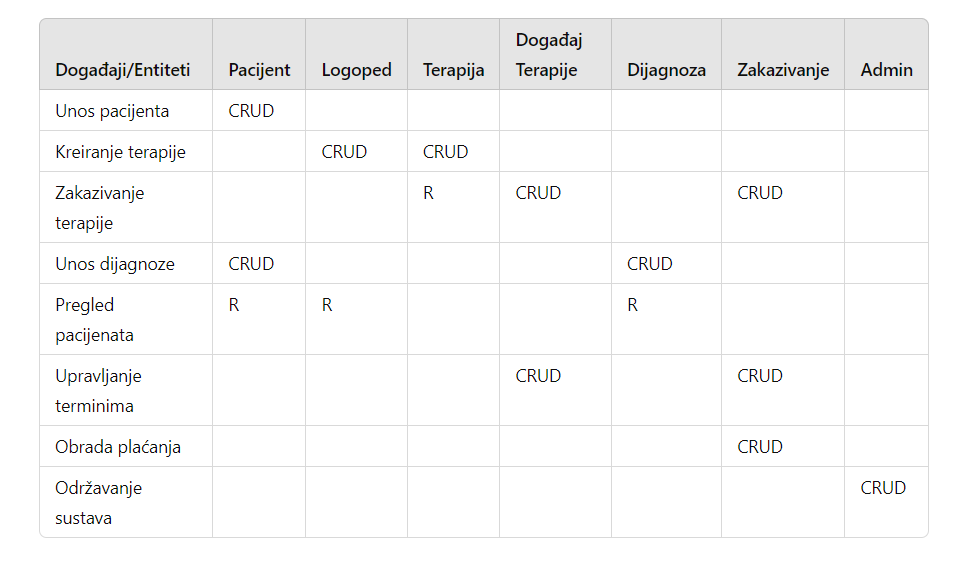 Događaji/Entiteti Pacijent Logoped Terapija Događaj Terapije Dijagnoza Zakazivanje Admin
Unos pacijenta CRUD
Kreiranje terapije CRUD CRUD
Zakazivanje terapije R CRUD CRUD
Unos dijagnoze CRUD CRUD
Pregled pacijenata R R R
Upravljanje terminima CRUD CRUD
Obrada plaćanja CRUD
Održavanje sustava CRUD